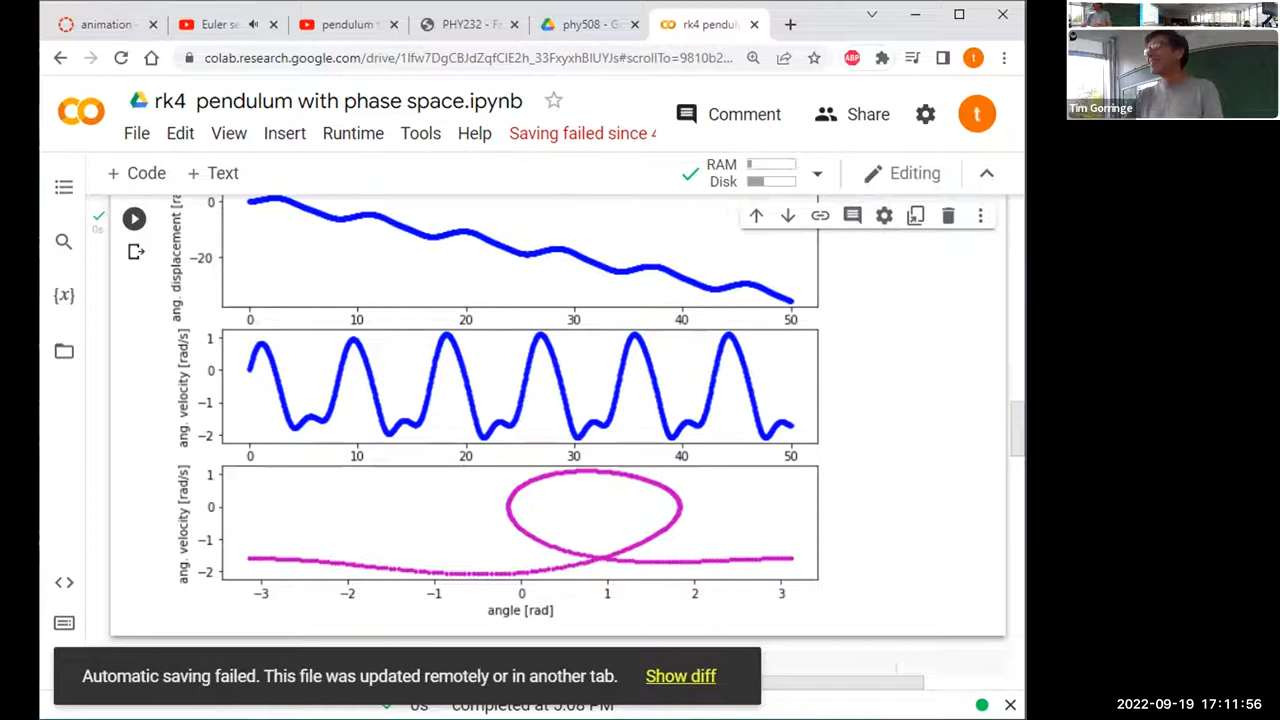 animation -
Euler se
pendulum
PHY232 - Fr
phy508 - Go
rk4 pendulu
colab.research.google.com/drive/1Ifw7DgCBJdZqfCIE2h_33FxyxhBIUYJs#scrollTo=9810b2...
ABP
t
rk4 pendulum with phase space.ipynb
Comment
Share
t
File Edit View Insert Runtime Tools Help Saving failed since 4
+ Code + Text
RAM
Disk
Editing
{x}
0s
ang. displacement [ra
0
−20
0 10 20 30 40 50
ang. velocity [rad/s]
1
0
−1
−2
0 10 20 30 40 50
ang. velocity [rad/s]
1
0
−1
−2
−3 −2 −1 0 1 2 3
angle [rad]
Automatic saving failed. This file was updated remotely or in another tab. Show diff
0s completed at 5:08 PM
Tim Gorringe
2022-09-19 17:11:56